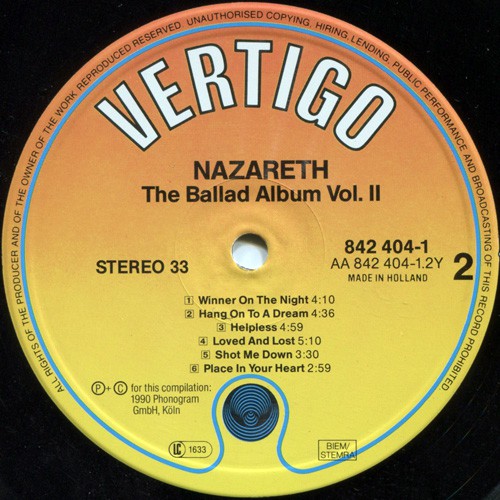 ALL RIGHTS OF THE PRODUCER AND OF THE OWNER OF THE WORK REPRODUCED RESERVED UNAUTHORISED COPYING, HIRING, LENDING, PUBLIC PERFORMANCE AND BROADCASTING OF THIS RECORD PROHIBITED
VERTIGO
NAZARETH
The Ballad Album Vol. II
842 404-1
STEREO 33
AA 842 404-1.2Y
2
MADE IN HOLLAND
1 Winner On The Night 4:10
2 Hang On To A Dream 4:36
3 Helpless 4:59
4 Loved And Lost 5:10
5 Shot Me Down 3:30
6 Place In Your Heart 2:59
Ⓟ+Ⓒ for this compilation:
1990 Phonogram
GmbH, Köln
LC 1633
BIEM/
STEMRA